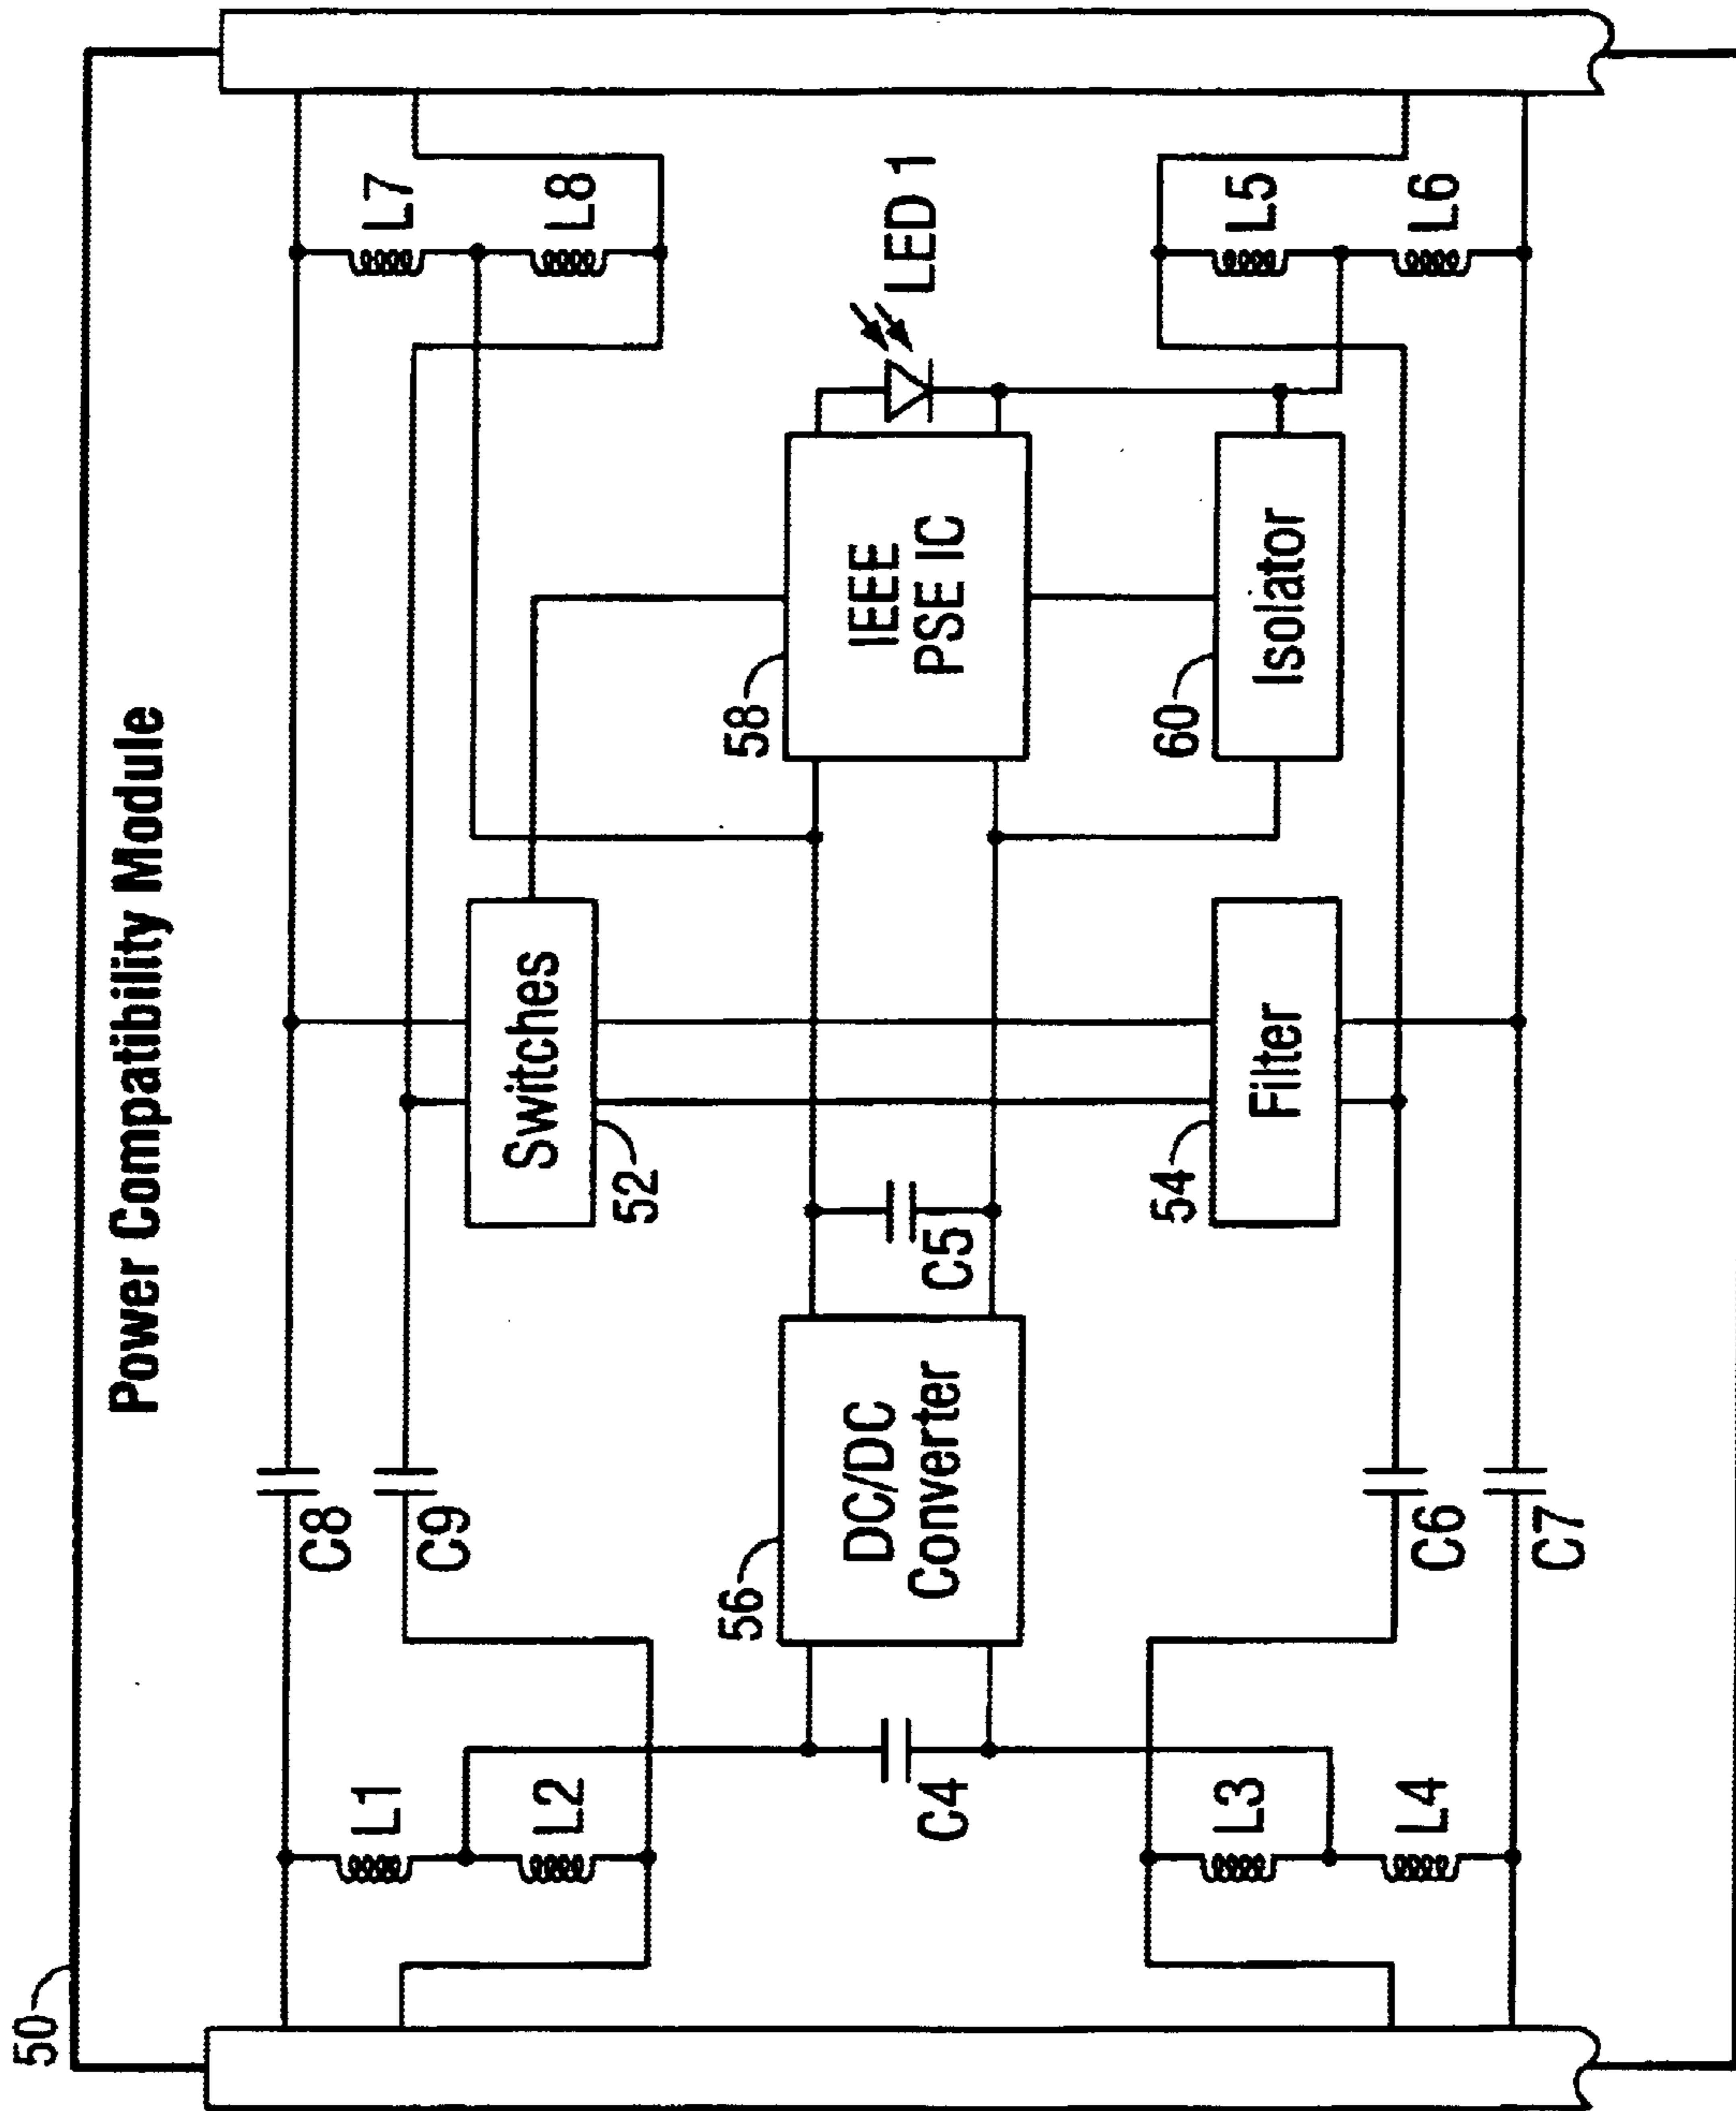 50
Power Compatibility Module
C8
C9
L1
L2
L7
L8
Switches
52
56
DC/DC
Converter
C4
C5
58
IEEE
PSE IC
LED 1
60
Isolator
54
Filter
L3
L4
L5
L6
C6
C7